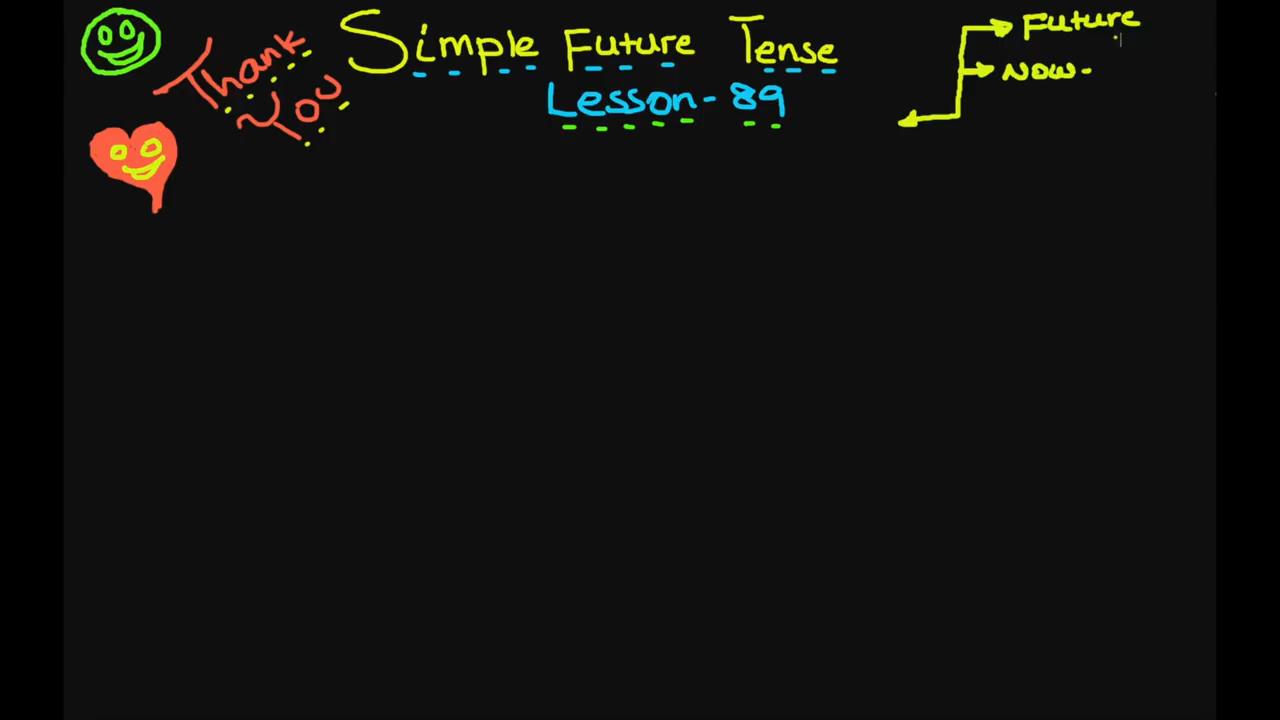 Simple Future Tense
Lesson-89
Thank
You
Future
Now-